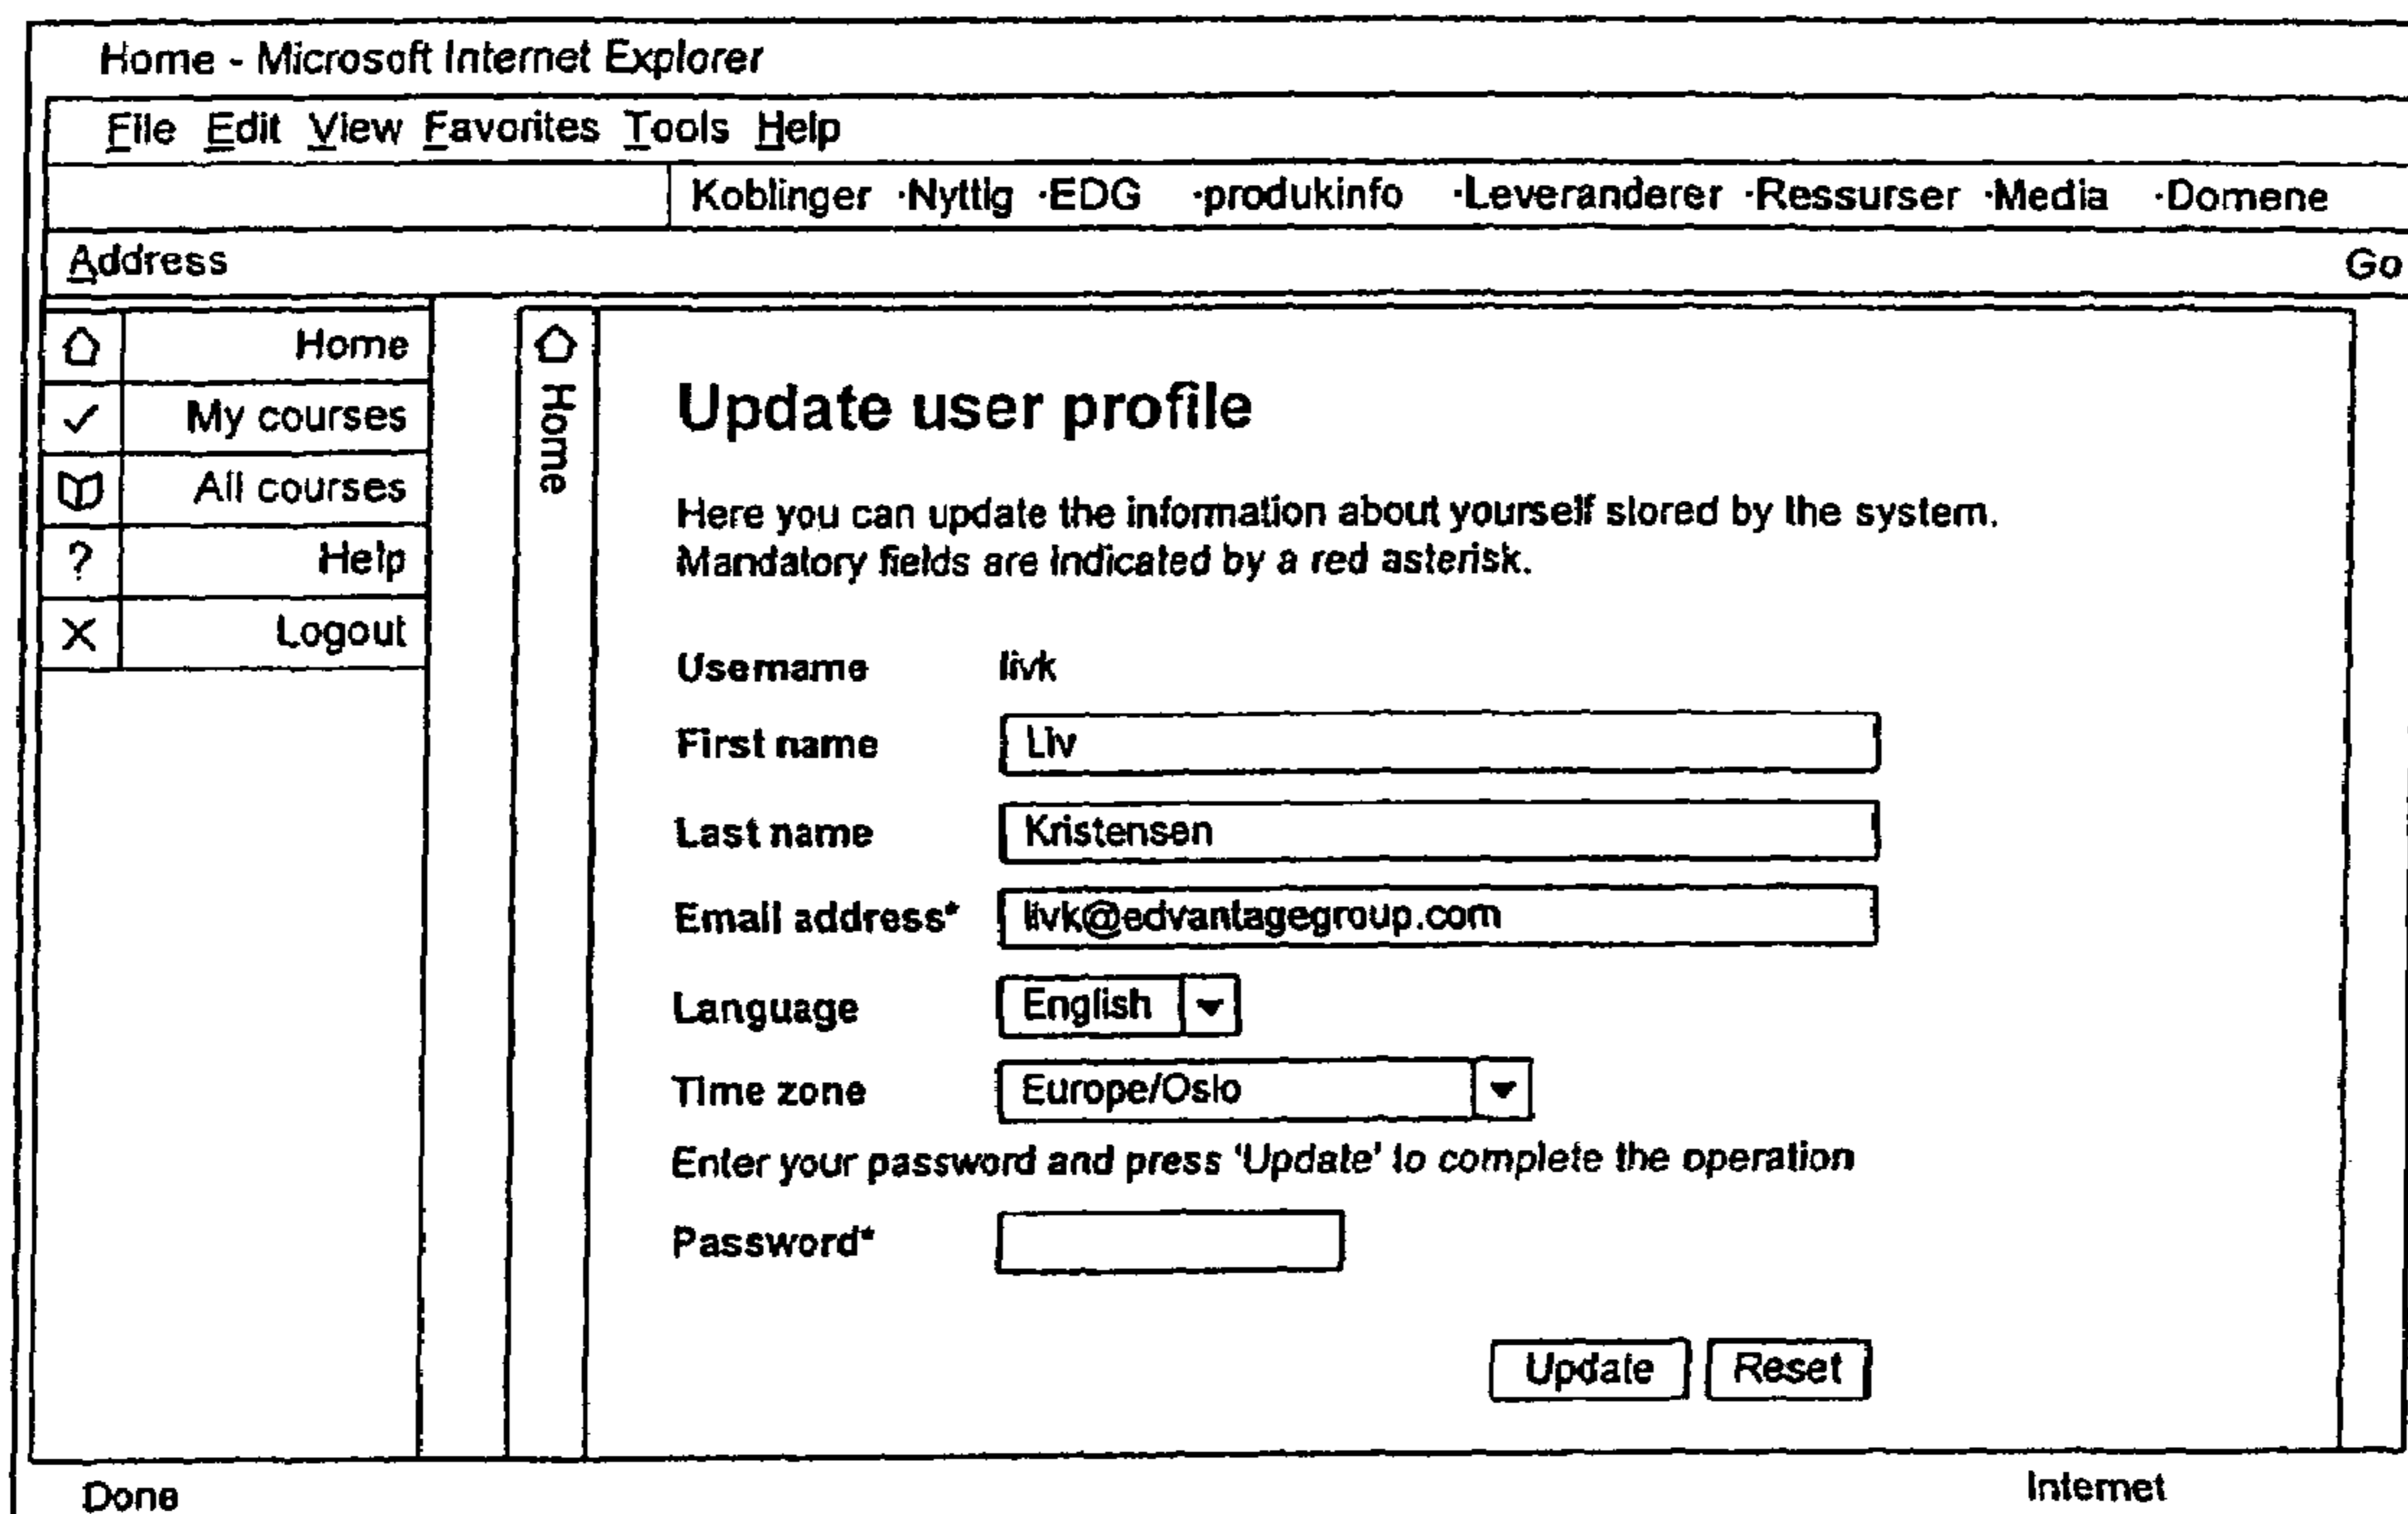 Home - Microsoft Internet Explorer
File Edit View Favorites Tools Help
Koblinger ·Nyttig ·EDG ·produkinfo ·Leveranderer ·Ressurser ·Media ·Domene
Address Go
Home
My courses
All courses
? Help
Logout
Home
Update user profile
Here you can update the information about yourself stored by the system.
Mandatory fields are indicated by a red asterisk.
Username livk
First name Liv
Last name Kristensen
Email address* livk@edvantagegroup.com
Language English
Time zone Europe/Oslo
Enter your password and press 'Update' to complete the operation
Password*
Update Reset
Done Internet